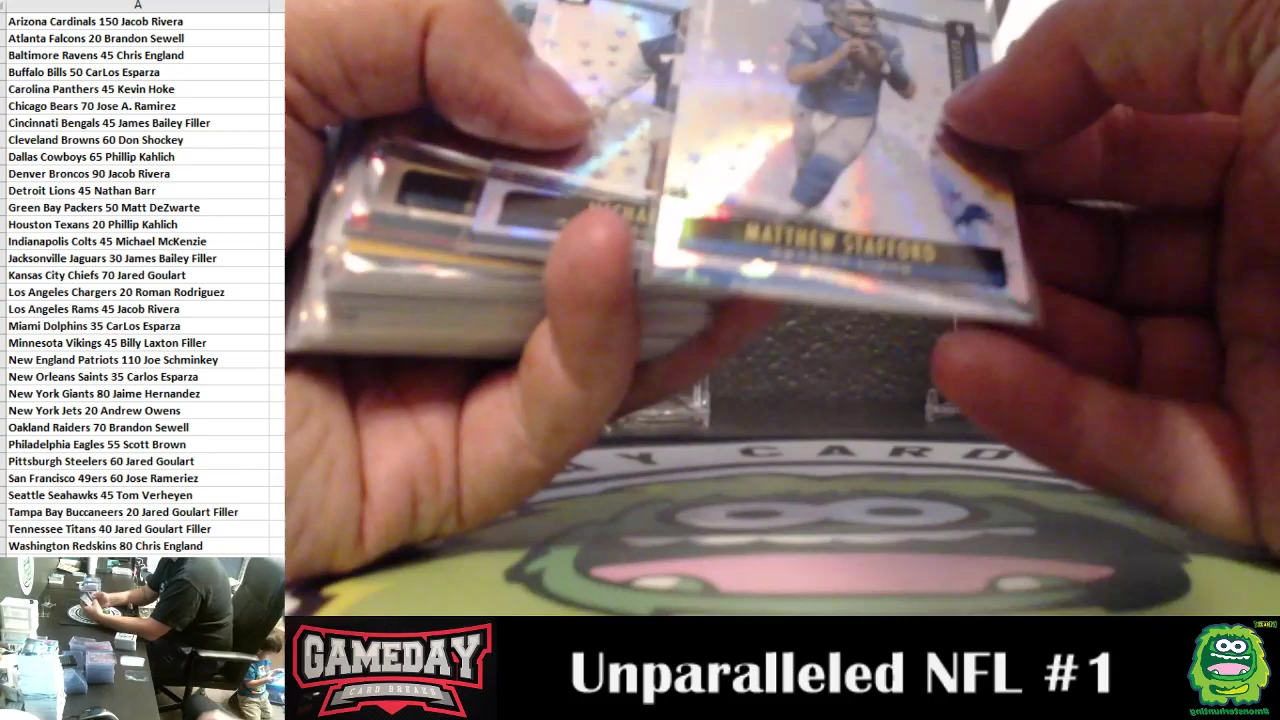 A
Arizona Cardinals 150 Jacob Rivera
Atlanta Falcons 20 Brandon Sewell
Baltimore Ravens 45 Chris England
Buffalo Bills 50 CarLos Esparza
Carolina Panthers 45 Kevin Hoke
Chicago Bears 70 Jose A. Ramirez
Cincinnati Bengals 45 James Bailey Filler
Cleveland Browns 60 Don Shockey
Dallas Cowboys 65 Phillip Kahlich
Denver Broncos 90 Jacob Rivera
Detroit Lions 45 Nathan Barr
Green Bay Packers 50 Matt DeZwarte
Houston Texans 20 Phillip Kahlich
Indianapolis Colts 45 Michael McKenzie
Jacksonville Jaguars 30 James Bailey Filler
Kansas City Chiefs 70 Jared Goulart
Los Angeles Chargers 20 Roman Rodriguez
Los Angeles Rams 45 Jacob Rivera
Miami Dolphins 35 CarLos Esparza
Minnesota Vikings 45 Billy Laxton Filler
New England Patriots 110 Joe Schminkey
New Orleans Saints 35 Carlos Esparza
New York Giants 80 Jaime Hernandez
New York Jets 20 Andrew Owens
Oakland Raiders 70 Brandon Sewell
Philadelphia Eagles 55 Scott Brown
Pittsburgh Steelers 60 Jared Goulart
San Francisco 49ers 60 Jose Rameriez
Seattle Seahawks 45 Tom Verheyen
Tampa Bay Buccaneers 20 Jared Goulart Filler
Tennessee Titans 40 Jared Goulart Filler
Washington Redskins 80 Chris England
MATTHEW STAFFORD
GAMEDAY
CARD BREAKS
Unparalleled NFL #1
#monsterhunting